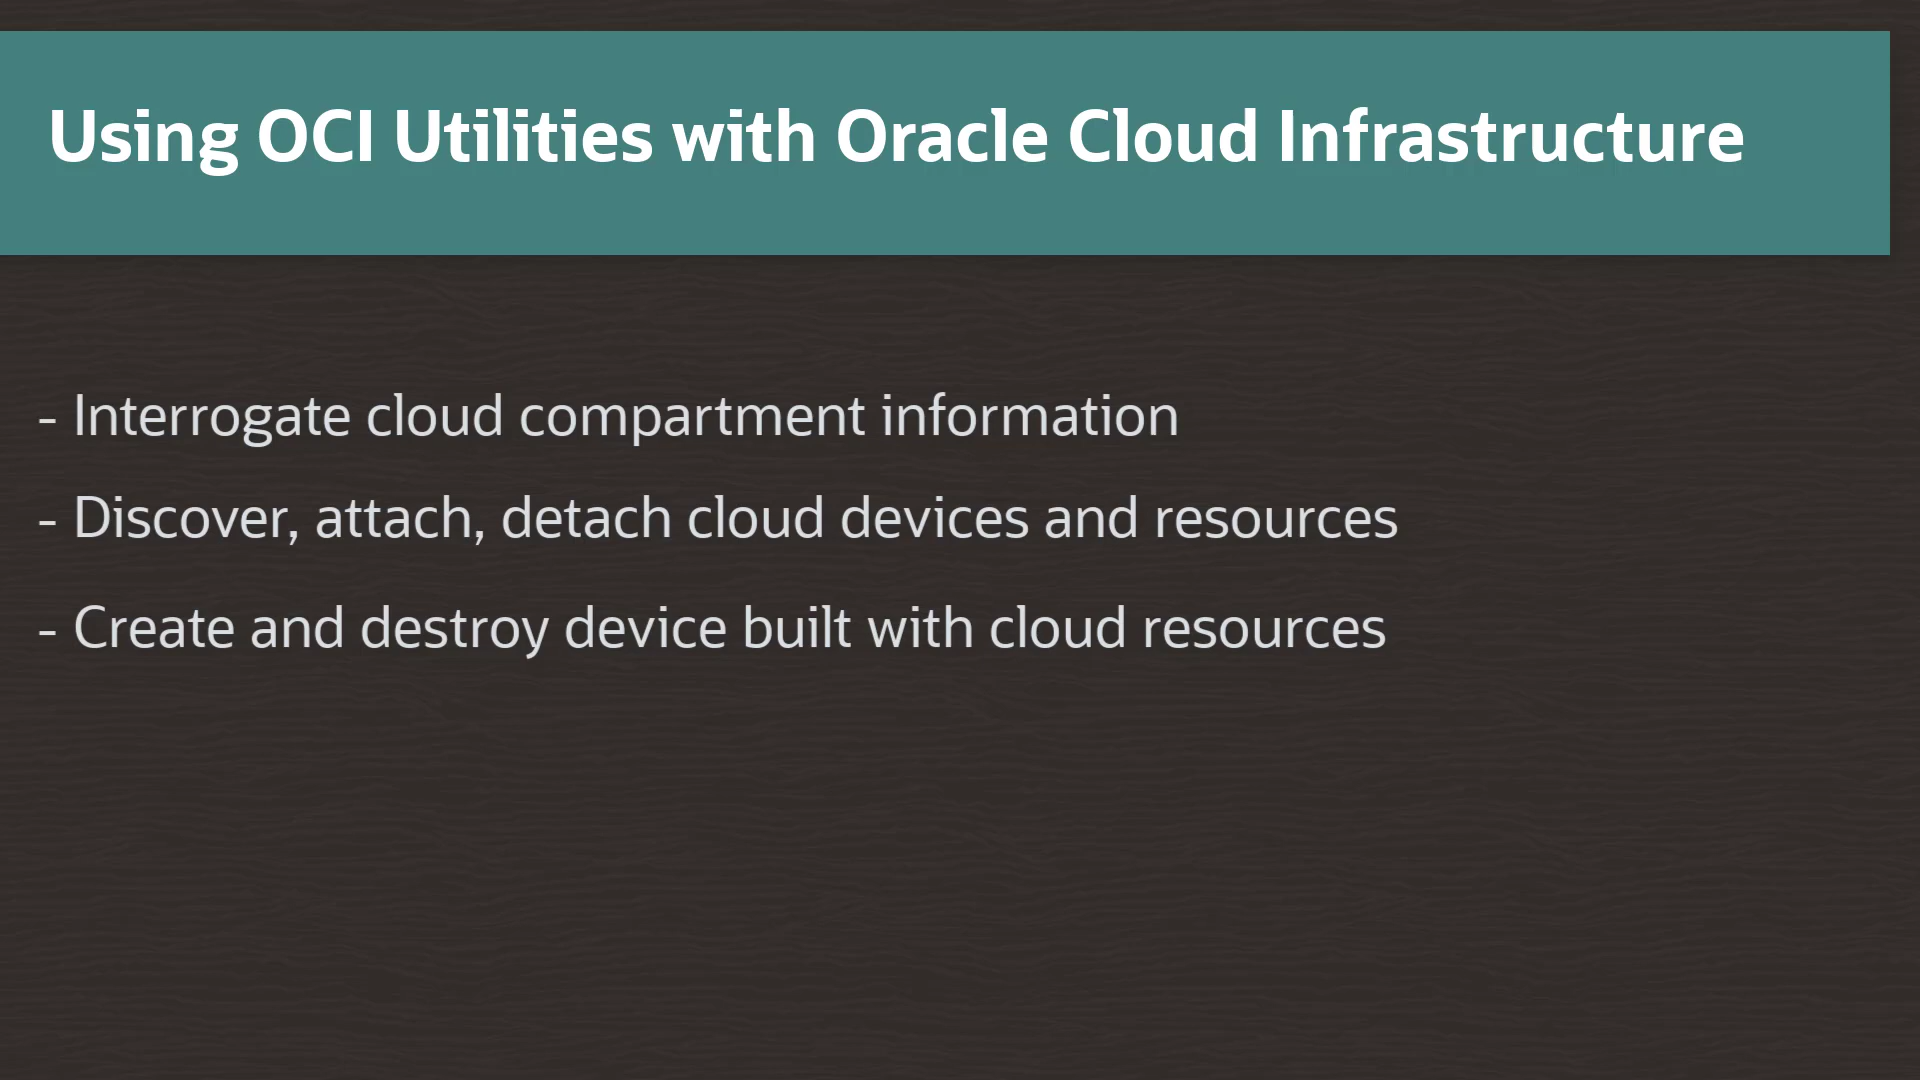 Using OCI Utilities with Oracle Cloud Infrastructure
- Interrogate cloud compartment information
- Discover, attach, detach cloud devices and resources
- Create and destroy device built with cloud resources